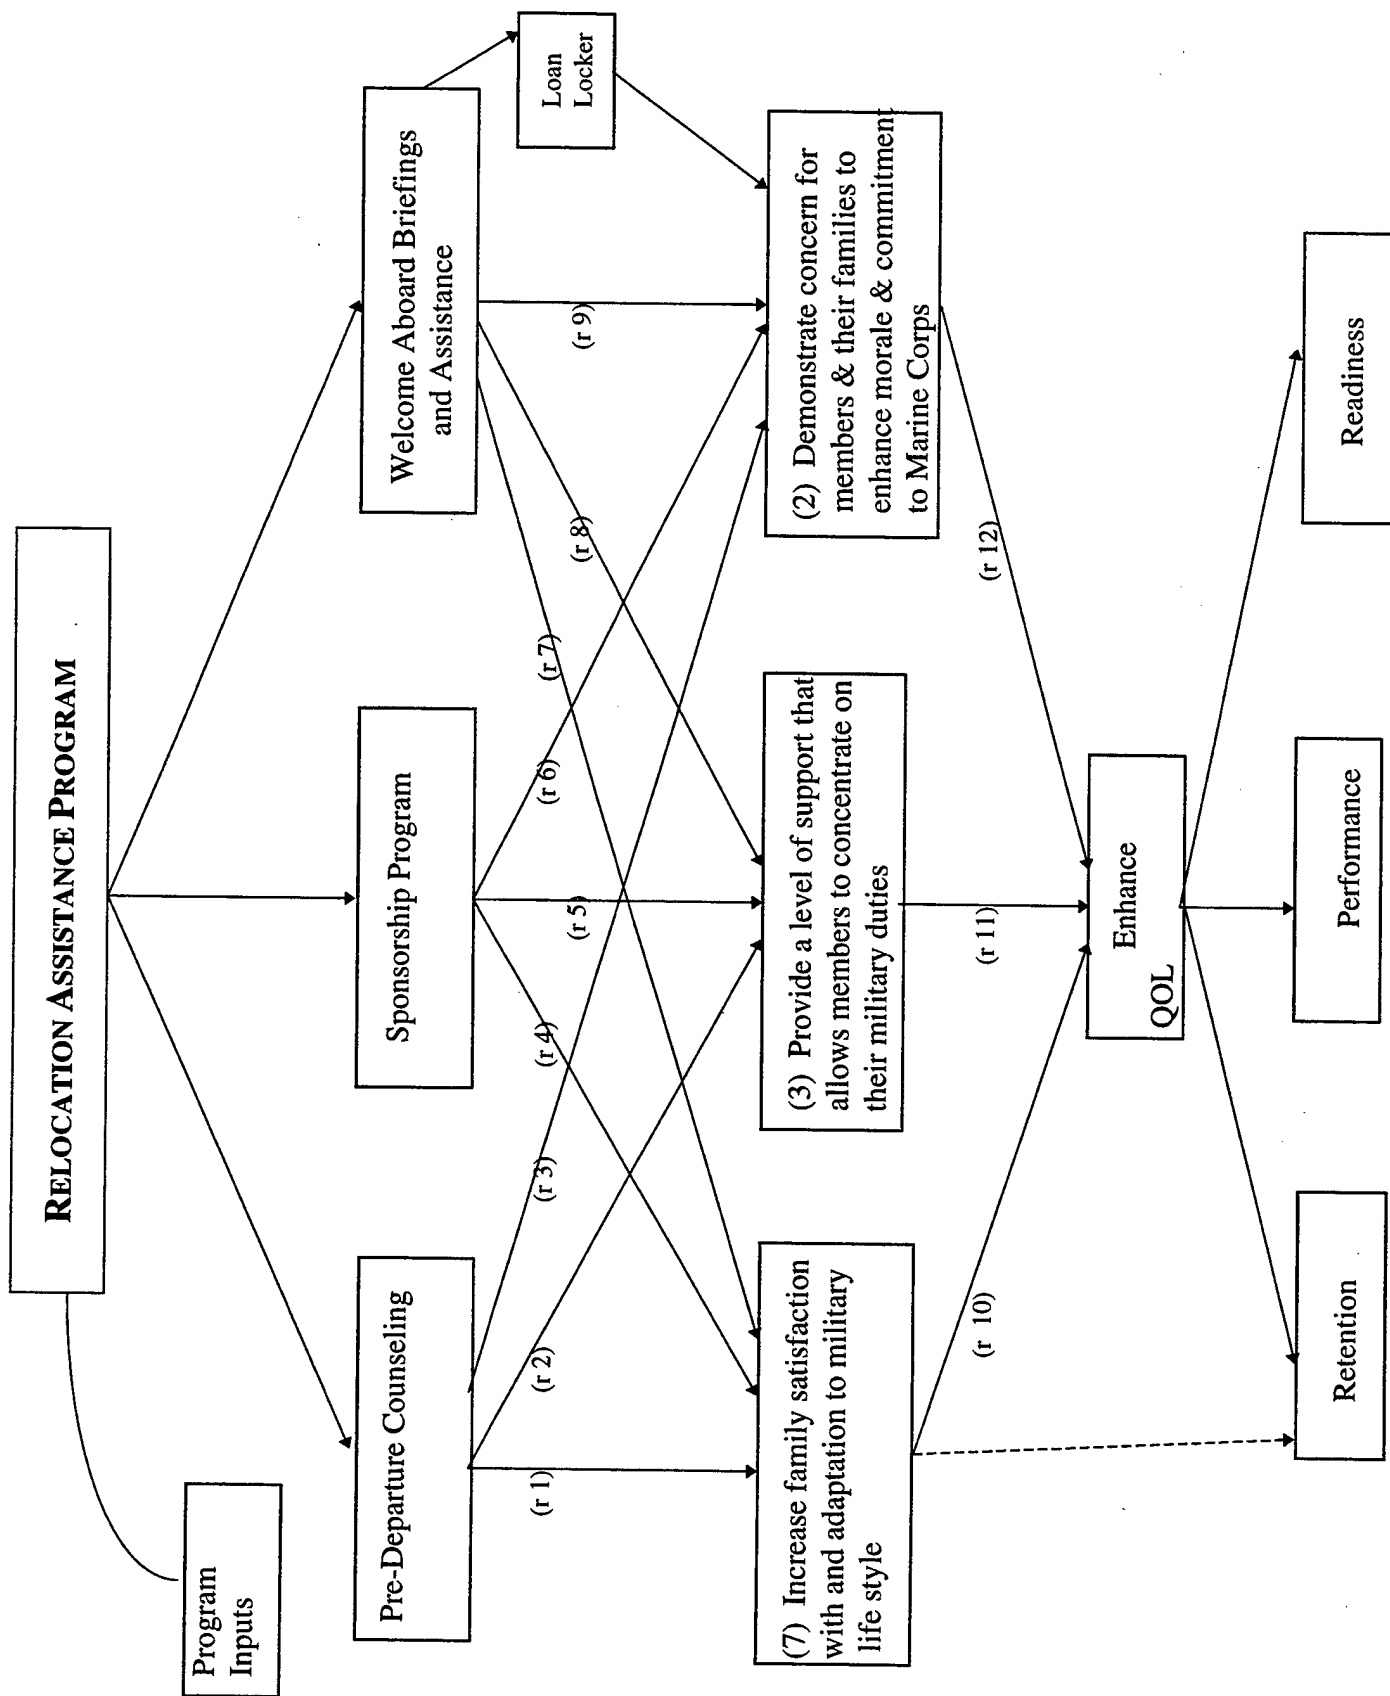 RELOCATION ASSISTANCE PROGRAM
Program
Inputs
Pre-Departure Counseling
Sponsorship Program
Welcome Aboard Briefings
and Assistance
Loan
Locker
(r 1)
(r 2)
(r 3)
(r 4)
(r 5)
(r 6)
(r 7)
(r 8)
(r 9)
(7) Increase family satisfaction
with and adaptation to military
life style
(3) Provide a level of support that
allows members to concentrate on
their military duties
(2) Demonstrate concern for
members & their families to
enhance morale & commitment
to Marine Corps
(r 10)
(r 11)
(r 12)
Enhance
QOL
Retention
Performance
Readiness